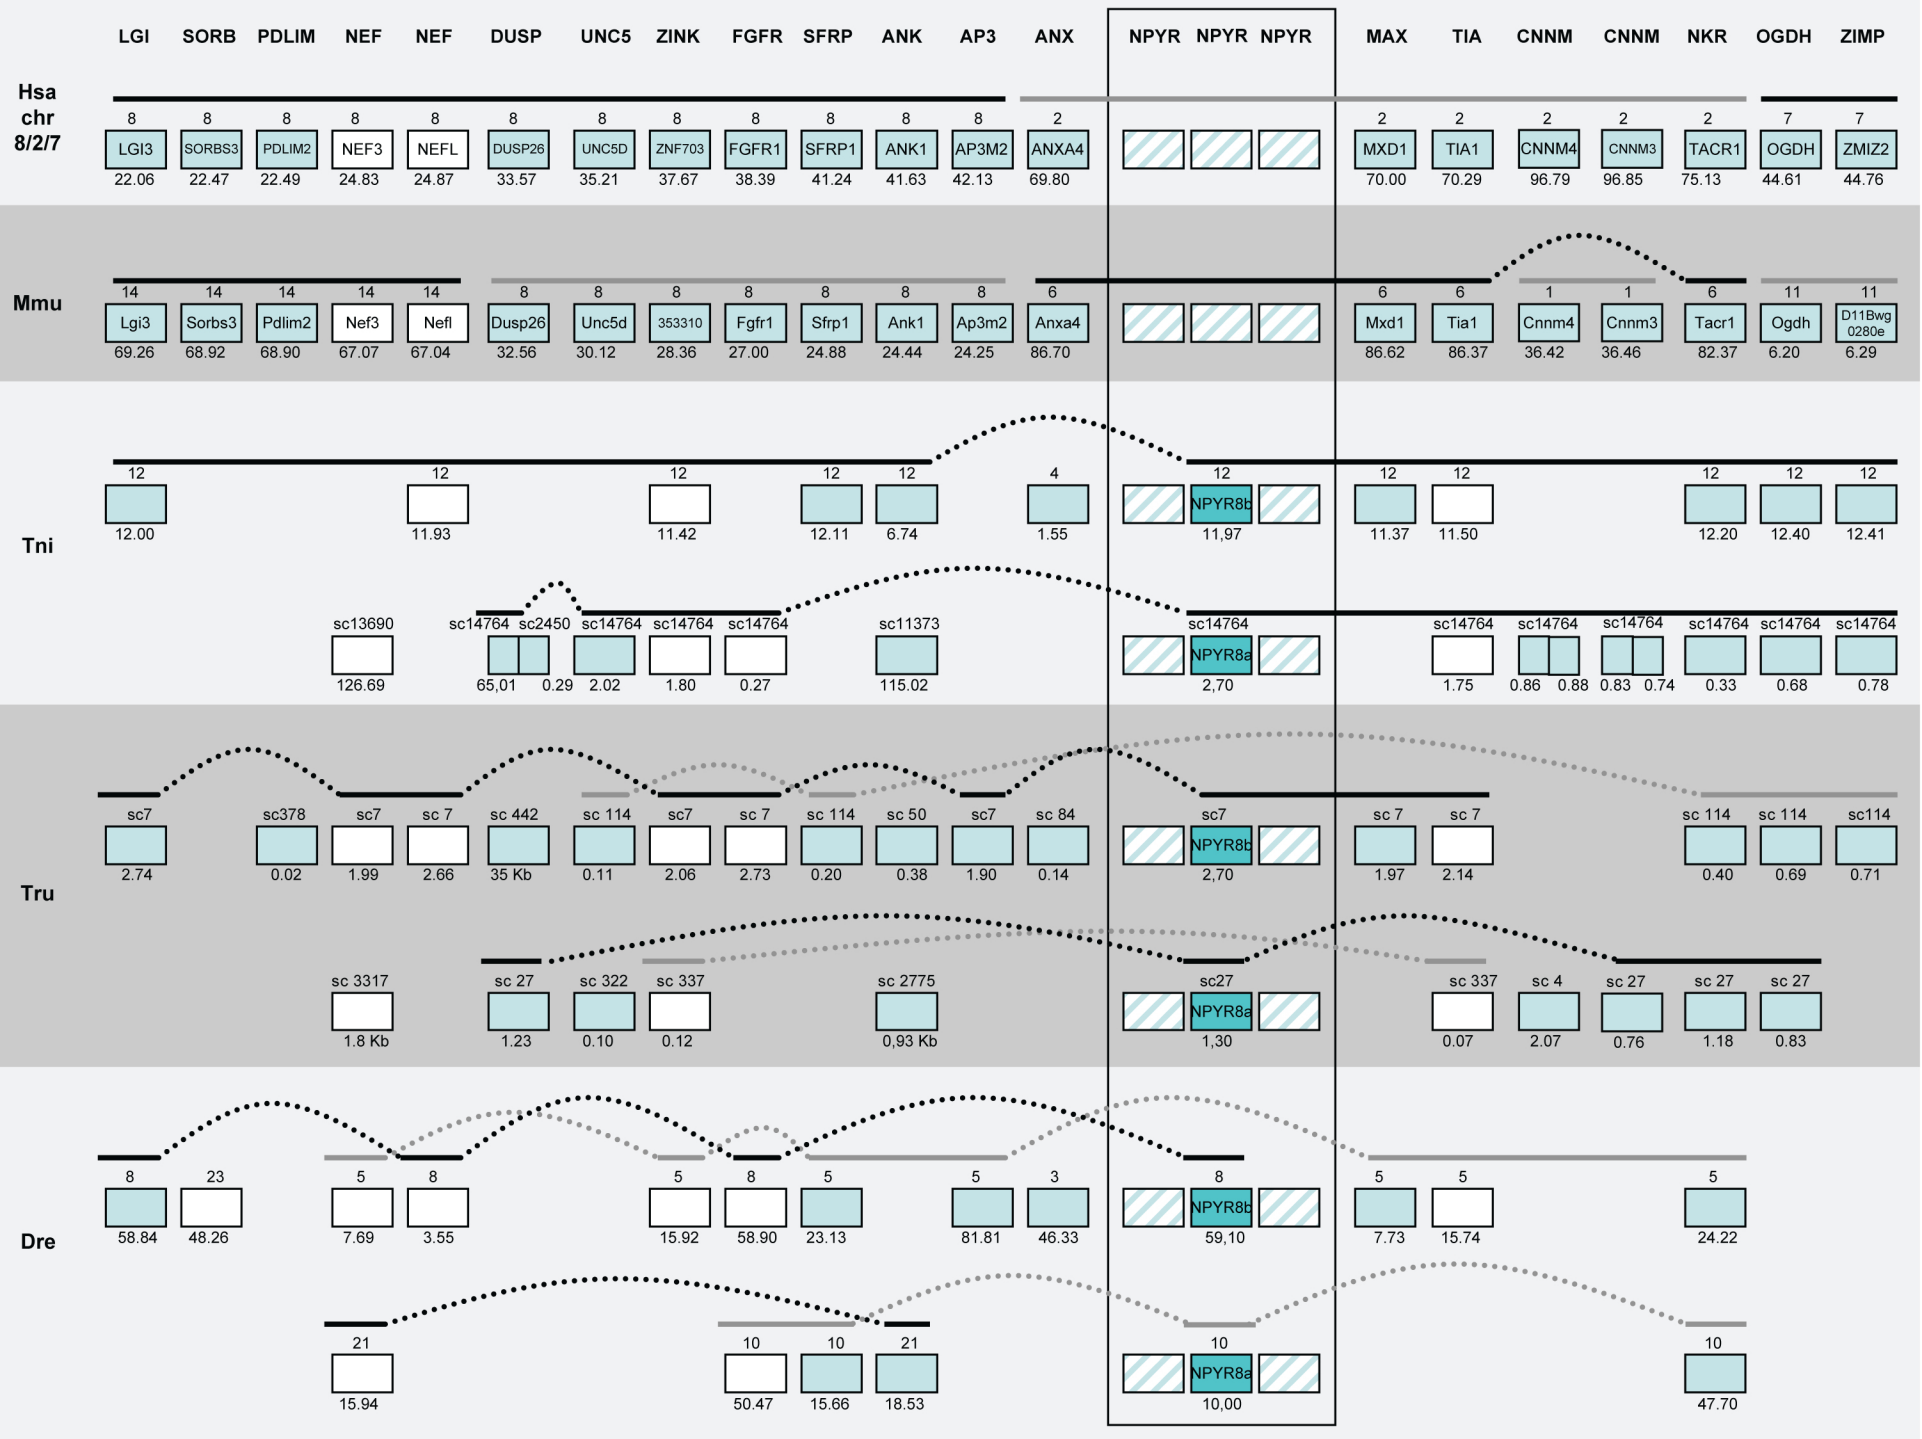 LGI SORB PDLIM NEF NEF DUSP UNC5 ZINK FGFR SFRP ANK AP3 ANX NPYR NPYR NPYR MAX TIA CNNM CNNM NKR OGDH ZIMP
Hsa
chr
8/2/7
8 8 8 8 8 8 8 8 8 8 8 8 2 2 2 2 2 2 7 7
LGI3 SORBS3 PDLIM2 NEF3 NEFL DUSP26 UNC5D ZNF703 FGFR1 SFRP1 ANK1 AP3M2 ANXA4 MXD1 TIA1 CNNM4 CNNM3 TACR1 OGDH ZMIZ2
22.06 22.47 22.49 24.83 24.87 33.57 35.21 37.67 38.39 41.24 41.63 42.13 69.80 70.00 70.29 96.79 96.85 75.13 44.61 44.76
Mmu
14 14 14 14 14 8 8 8 8 8 8 8 6 6 6 1 1 6 11 11
Lgi3 Sorbs3 Pdlim2 Nef3 Nefl Dusp26 Unc5d 353310 Fgfr1 Sfrp1 Ank1 Ap3m2 Anxa4 Mxd1 Tia1 Cnnm4 Cnnm3 Tacr1 Ogdh D11Bwg
0280e
69.26 68.92 68.90 67.07 67.04 32.56 30.12 28.36 27.00 24.88 24.44 24.25 86.70 86.62 86.37 36.42 36.46 82.37 6.20 6.29
Tni
12 12 12 12 12 4 12 12 12 12 12 12
NPYR8b
12.00 11.93 11.42 12.11 6.74 1.55 11,97 11.37 11.50 12.20 12.40 12.41
sc13690 sc14764 sc2450 sc14764 sc14764 sc14764 sc11373 sc14764 sc14764 sc14764 sc14764 sc14764 sc14764 sc14764
NPYR8a
126.69 65,01 0.29 2.02 1.80 0.27 115.02 2,70 1.75 0.86 0.88 0.83 0.74 0.33 0.68 0.78
Tru
sc7 sc378 sc7 sc 7 sc 442 sc 114 sc7 sc 7 sc 114 sc 50 sc7 sc 84 sc7 sc 7 sc 7 sc 114 sc 114 sc114
NPYR8b
2.74 0.02 1.99 2.66 35 Kb 0.11 2.06 2.73 0.20 0.38 1.90 0.14 2,70 1.97 2.14 0.40 0.69 0.71
sc 3317 sc 27 sc 322 sc 337 sc 2775 sc27 sc 337 sc 4 sc 27 sc 27 sc 27
NPYR8a
1.8 Kb 1.23 0.10 0.12 0,93 Kb 1,30 0.07 2.07 0.76 1.18 0.83
Dre
8 23 5 8 5 8 5 5 3 8 5 5 5
NPYR8b
58.84 48.26 7.69 3.55 15.92 58.90 23.13 81.81 46.33 59,10 7.73 15.74 24.22
21 10 10 21 10 10
NPYR8a
15.94 50.47 15.66 18.53 10,00 47.70